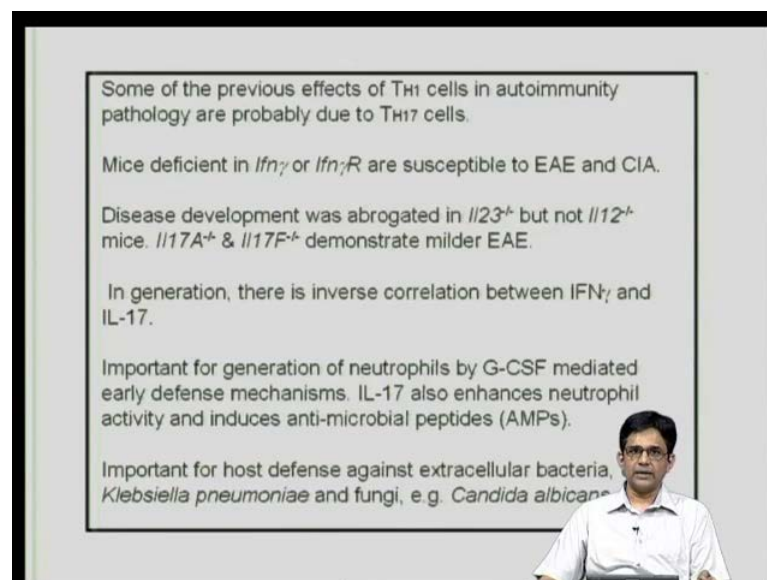 Some of the previous effects of TH1 cells in autoimmunity
pathology are probably due to TH17 cells.
Mice deficient in Ifnγ or IfnγR are susceptible to EAE and CIA.
Disease development was abrogated in Il23-/- but not Il12-/-
mice. Il17A-/- & Il17F-/- demonstrate milder EAE.
In generation, there is inverse correlation between IFNγ and
IL-17.
Important for generation of neutrophils by G-CSF mediated
early defense mechanisms. IL-17 also enhances neutrophil
activity and induces anti-microbial peptides (AMPs).
Important for host defense against extracellular bacteria,
Klebsiella pneumoniae and fungi, e.g. Candida albicans